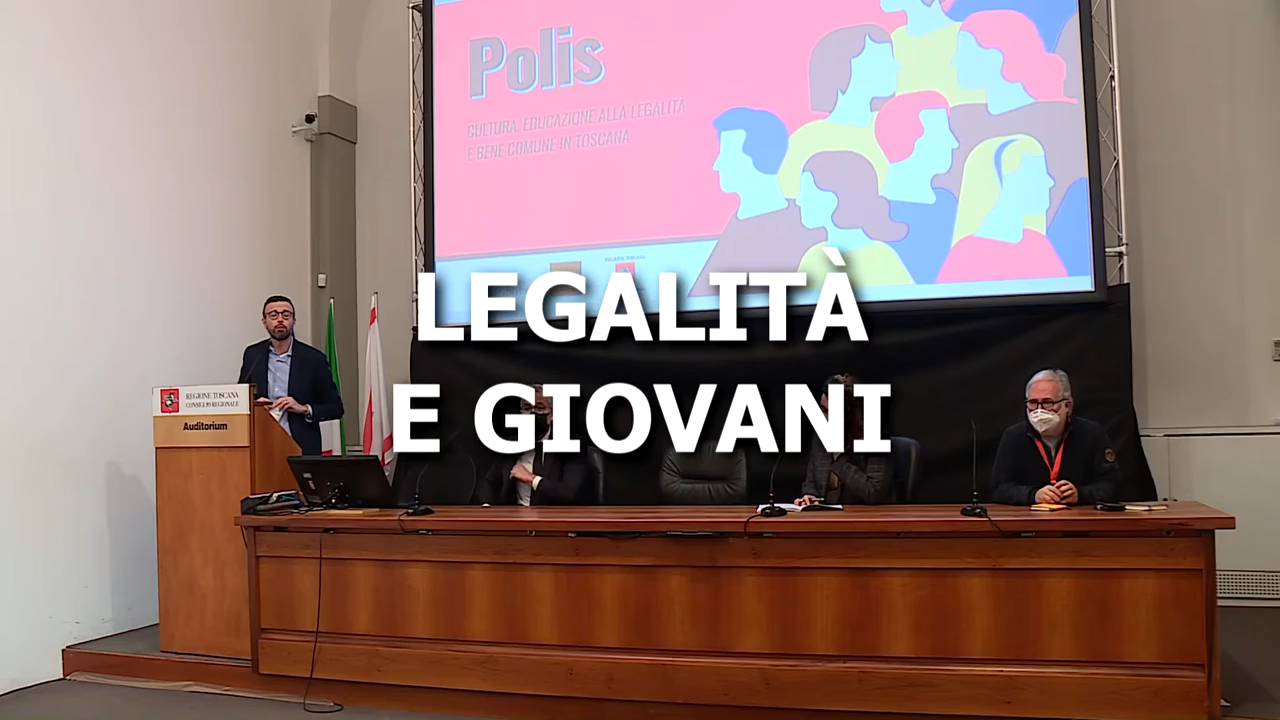 Polis
CULTURA, EDUCAZIONE ALLA LEGALITÀ
E BENE COMUNE IN TOSCANA
LEGALITÀ
E GIOVANI
REGIONE TOSCANA
CONSIGLIO REGIONALE
Auditorium